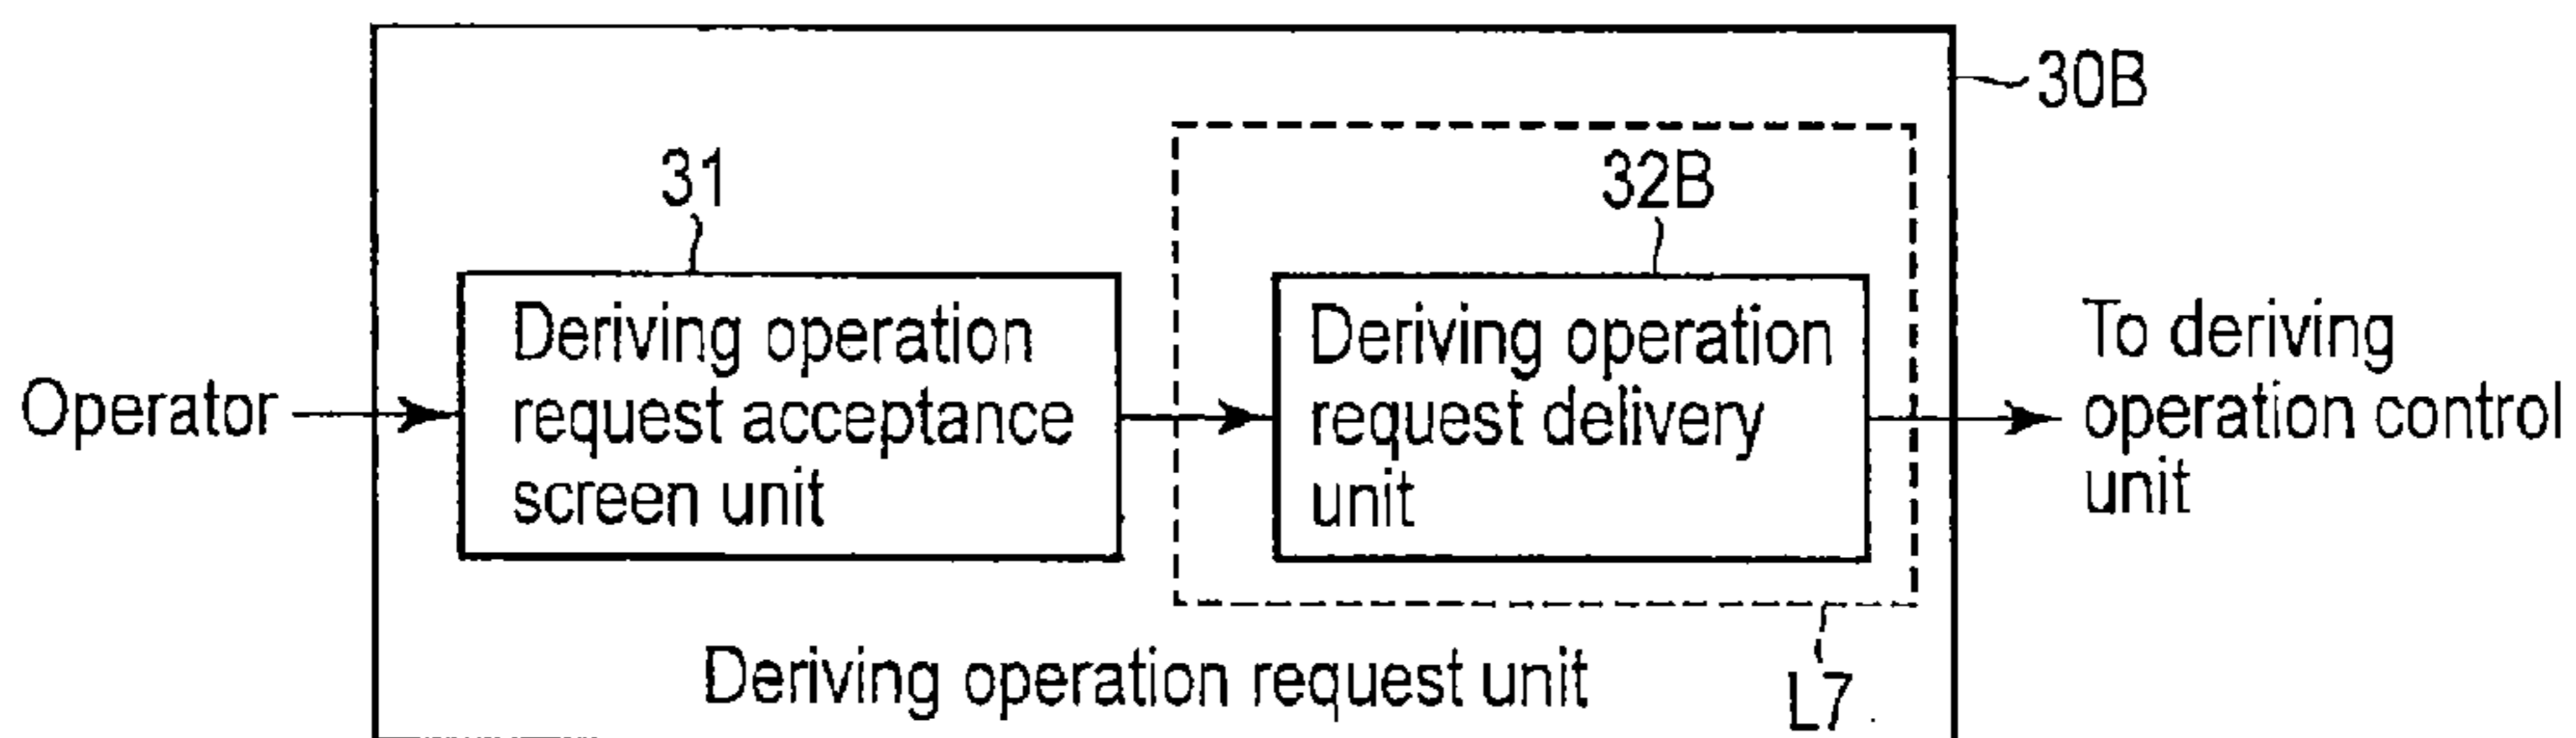 30B
31
32B
Operator
Deriving operation
request acceptance
screen unit
Deriving operation
request delivery
unit
To deriving
operation control
unit
Deriving operation request unit
L7